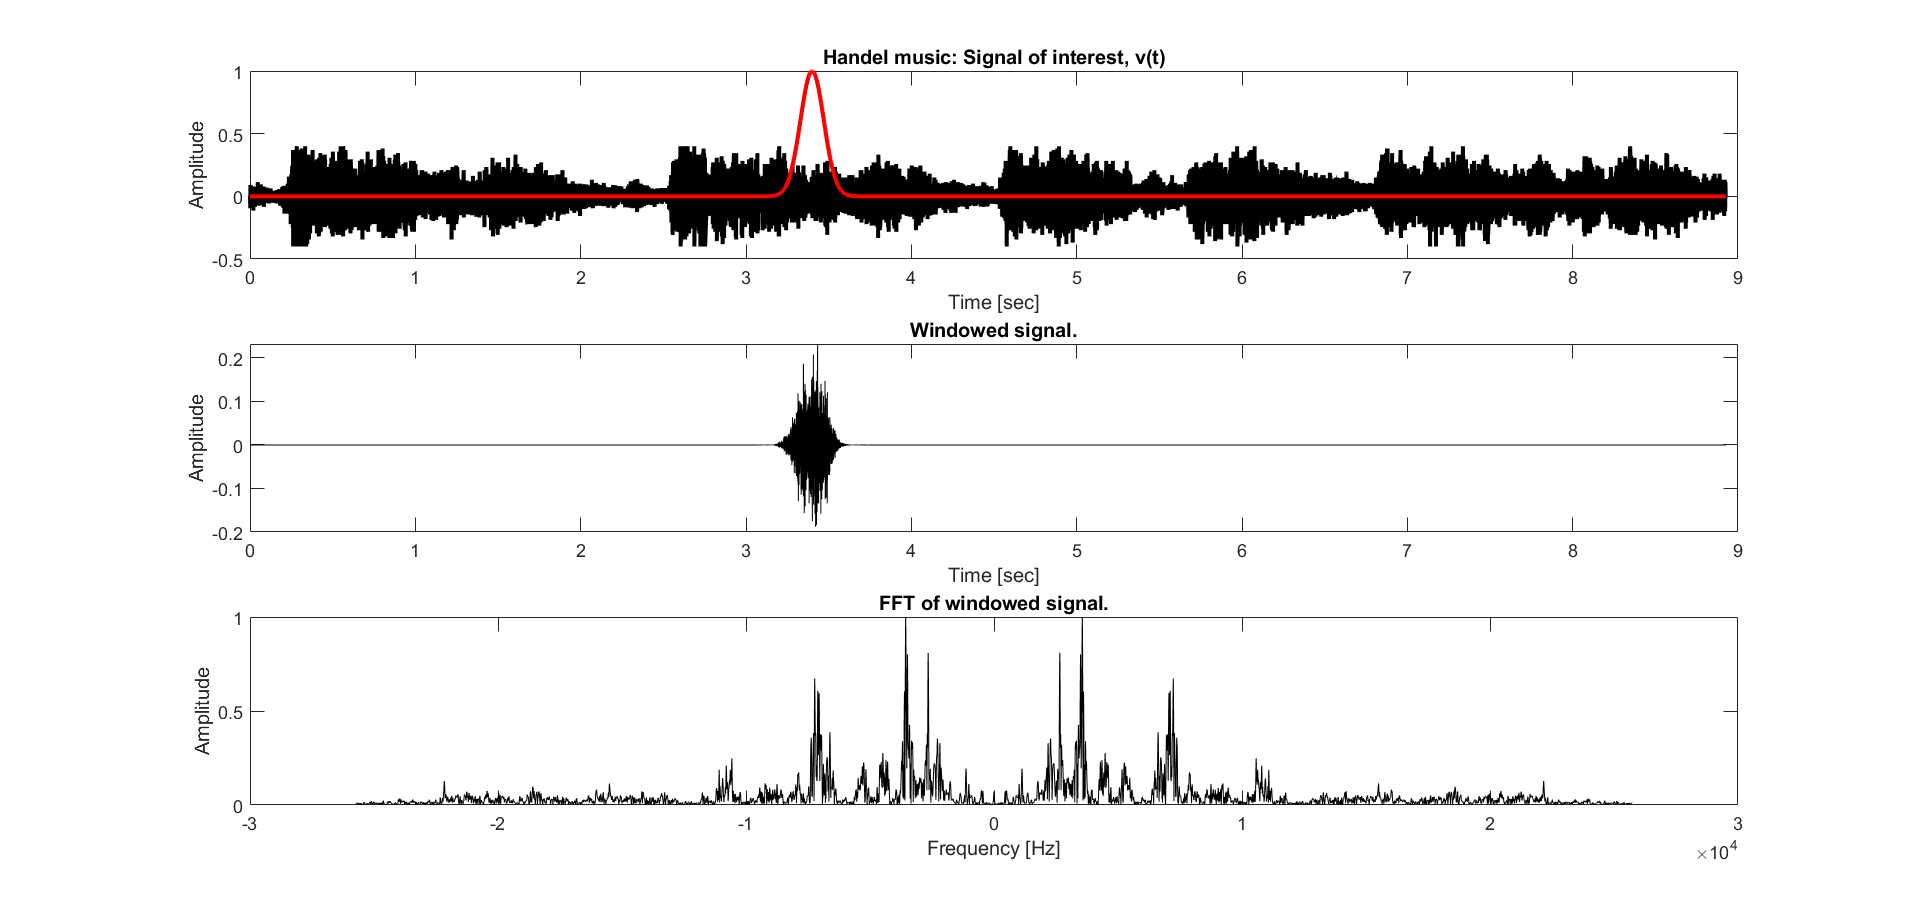 Handel music: Signal of interest, v(t)
1
0.5
0
-0.5
Amplitude
0 1 2 3 4 5 6 7 8 9
Time [sec]
Windowed signal.
0.2
0.1
0
-0.1
-0.2
Amplitude
0 1 2 3 4 5 6 7 8 9
Time [sec]
FFT of windowed signal.
1
0.5
0
Amplitude
-3 -2 -1 0 1 2 3
Frequency [Hz]
×10⁴